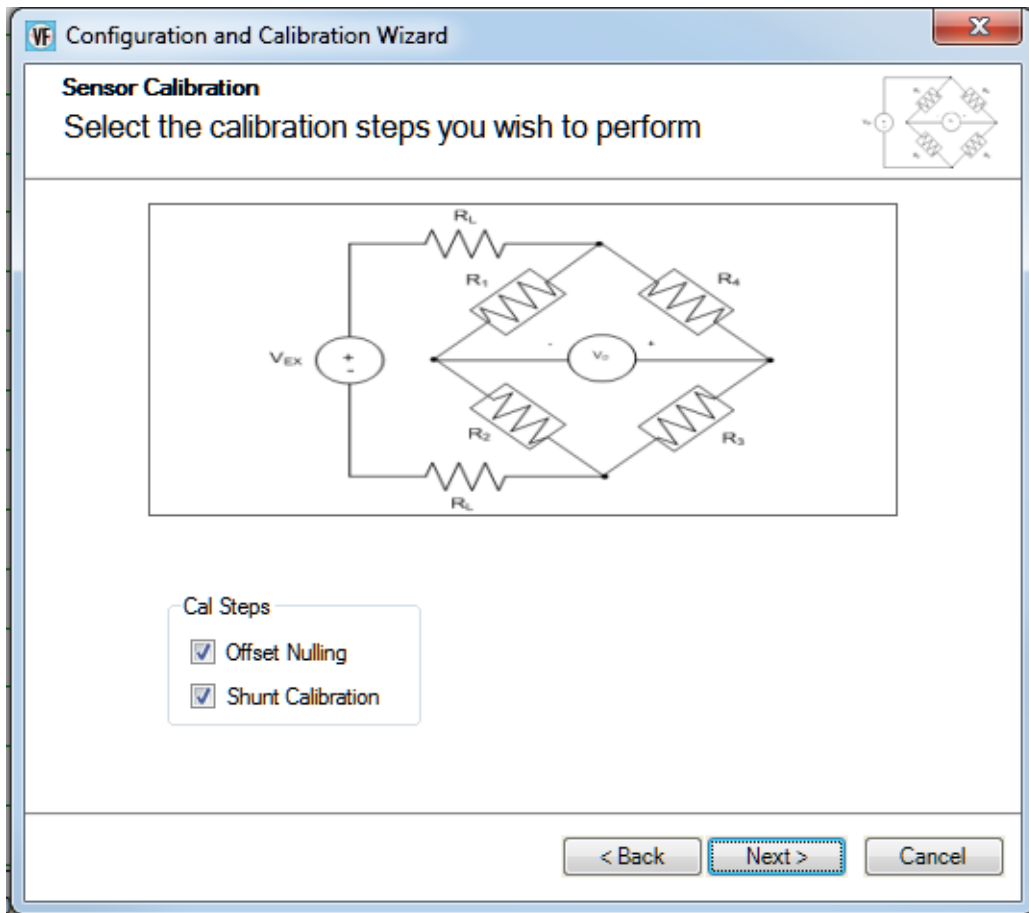 VF Configuration and Calibration Wizard
X
Sensor Calibration
Select the calibration steps you wish to perform
RL
R1
R4
VEX
+
-
-
VO
+
R2
R3
RL
Cal Steps
Offset Nulling
Shunt Calibration
< Back
Next >
Cancel